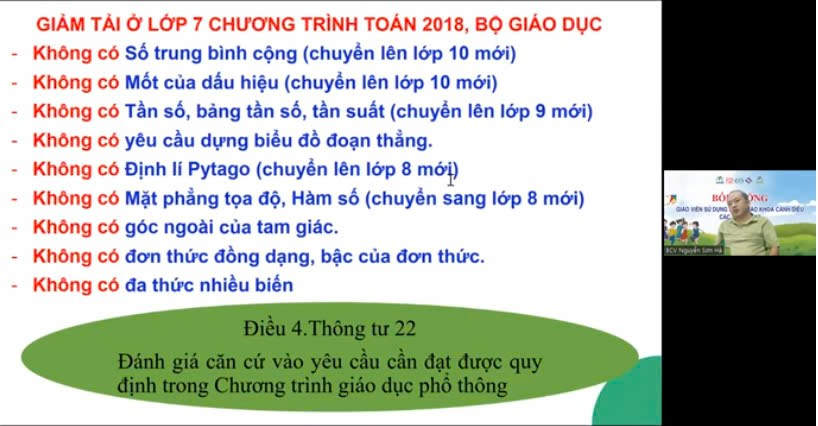 GIẢM TẢI Ở LỚP 7 CHƯƠNG TRÌNH TOÁN 2018, BỘ GIÁO DỤC
- Không có Số trung bình cộng (chuyển lên lớp 10 mới)
- Không có Mốt của dấu hiệu (chuyển lên lớp 10 mới)
- Không có Tần số, bảng tần số, tần suất (chuyển lên lớp 9 mới)
- Không có yêu cầu dựng biểu đồ đoạn thẳng.
- Không có Định lí Pytago (chuyển lên lớp 8 mới)
- Không có Mặt phẳng tọa độ, Hàm số (chuyển sang lớp 8 mới)
- Không có góc ngoài của tam giác.
- Không có đơn thức đồng dạng, bậc của đơn thức.
- Không có đa thức nhiều biến
Điều 4.Thông tư 22
Đánh giá căn cứ vào yêu cầu cần đạt được quy
định trong Chương trình giáo dục phổ thông
GIÁO VIÊN SỬ DỤNG KHOA CÁNH DIỀU
BCV Nguyễn Sơn Hà